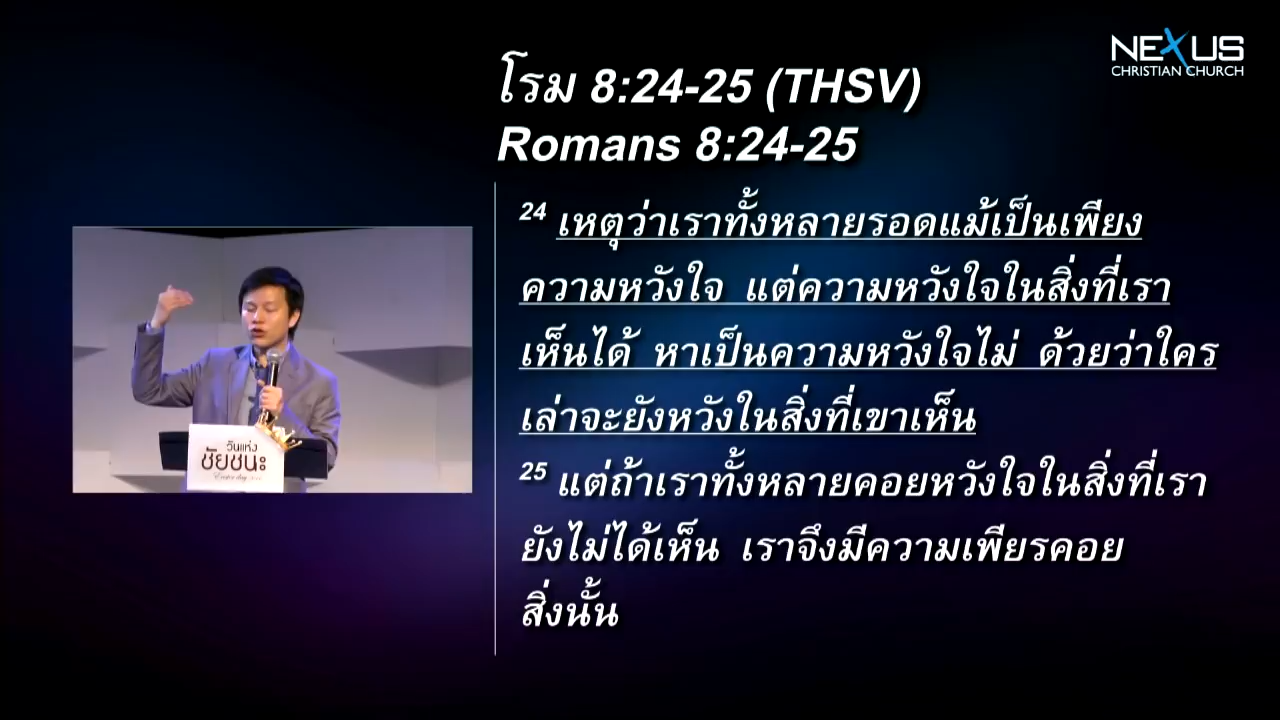 NEXUS
CHRISTIAN CHURCH
โรม 8:24-25 (THSV)
Romans 8:24-25
24 เหตุว่าเราทั้งหลายรอดแม้เป็นเพียง
ความหวังใจ แต่ความหวังใจในสิ่งที่เรา
เห็นได้ หาเป็นความหวังใจไม่ ด้วยว่าใคร
เล่าจะยังหวังในสิ่งที่เขาเห็น
25 แต่ถ้าเราทั้งหลายคอยหวังใจในสิ่งที่เรา
ยังไม่ได้เห็น เราจึงมีความเพียรคอย
สิ่งนั้น
วันแห่ง
ชัยชนะ
Easter day